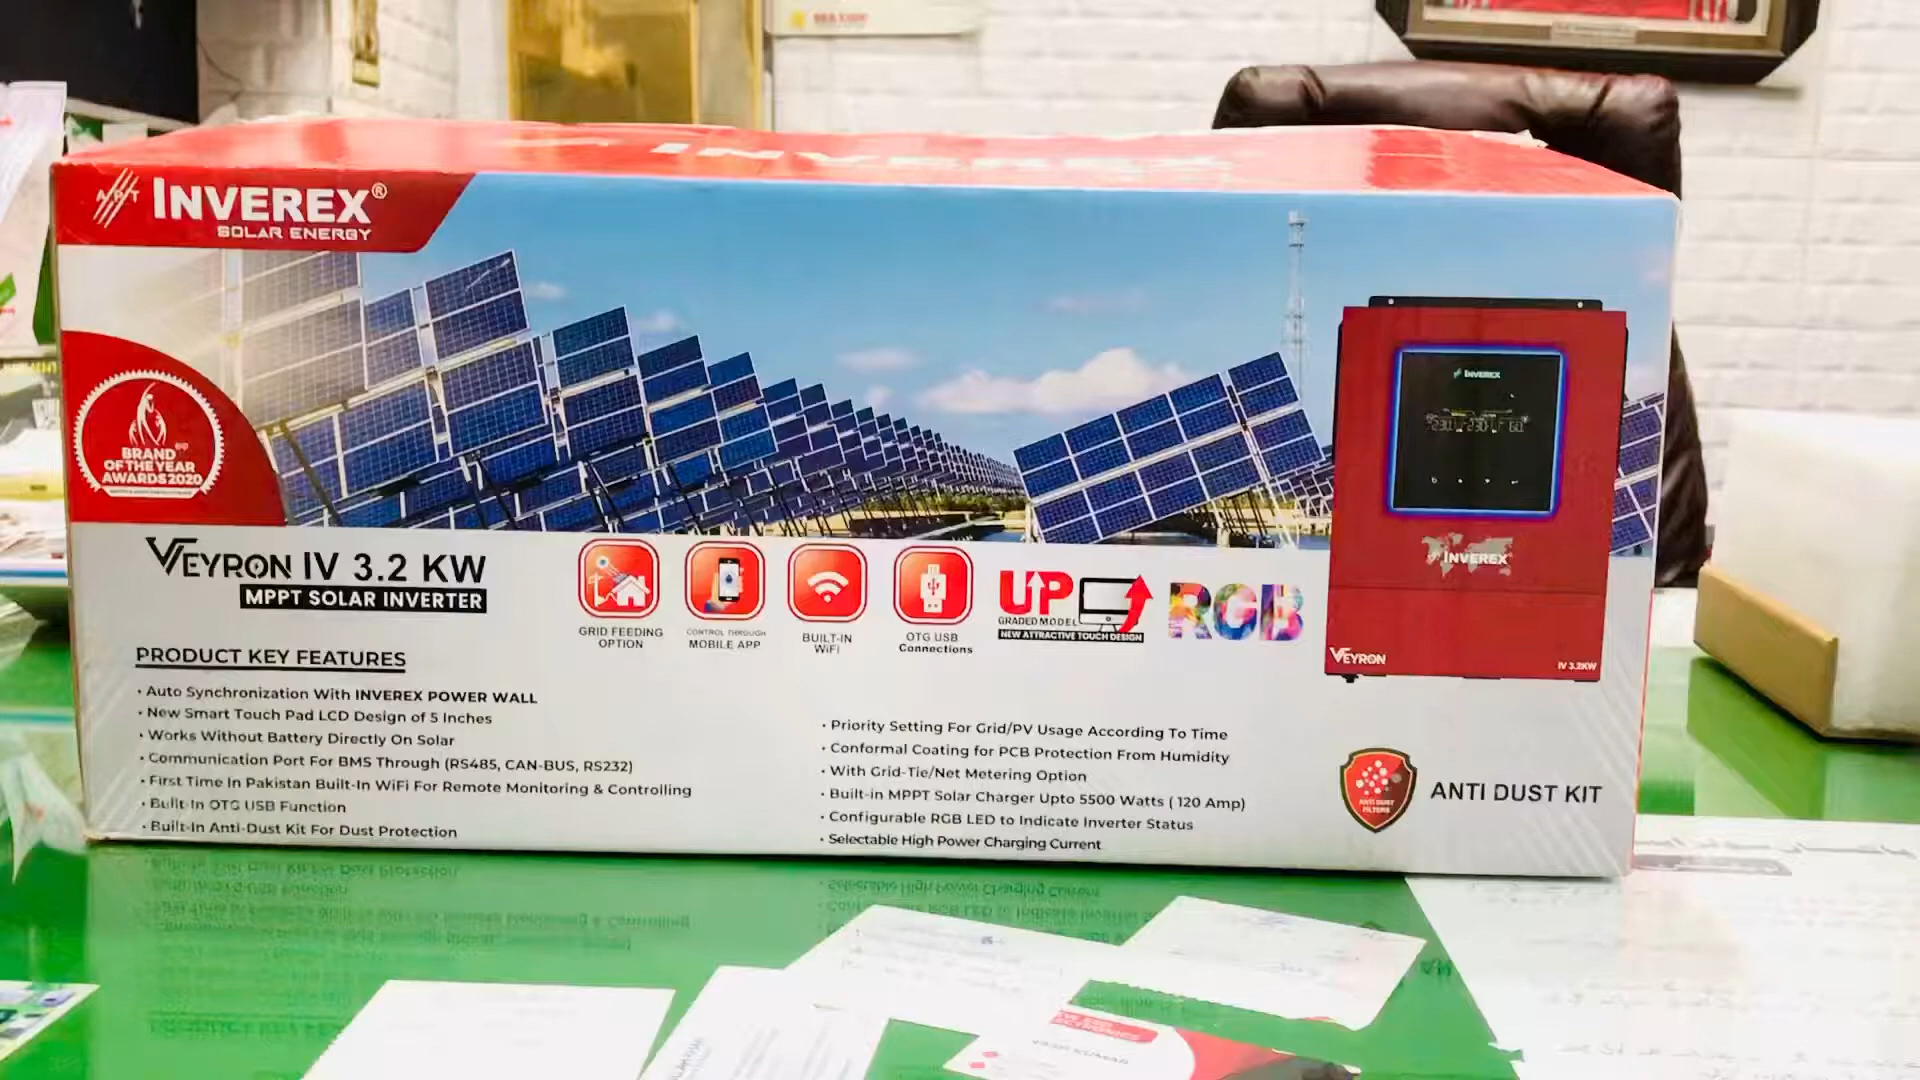 INVEREX
INVEREX®
SOLAR ENERGY
BRAND
OF THE YEAR
AWARDS 2020
VEYRON IV 3.2 KW
MPPT SOLAR INVERTER
GRID FEEDING
OPTION
CONTROL THROUGH
MOBILE APP
BUILT-IN
WiFi
OTG USB
Connections
UP
GRADED MODEL
NEW ATTRACTIVE TOUCH DESIGN
RGB
INVEREX
INVEREX
VEYRON
IV 3.2KW
PRODUCT KEY FEATURES
• Auto Synchronization With INVEREX POWER WALL
• New Smart Touch Pad LCD Design of 5 Inches
• Works Without Battery Directly On Solar
• Communication Port For BMS Through (RS485, CAN-BUS, RS232)
• First Time In Pakistan Built-In WiFi For Remote Monitoring & Controlling
• Built-In OTG USB Function
• Built-In Anti-Dust Kit For Dust Protection
• Priority Setting For Grid/PV Usage According To Time
• Conformal Coating for PCB Protection From Humidity
• With Grid-Tie/Net Metering Option
• Built-in MPPT Solar Charger Upto 5500 Watts ( 120 Amp)
• Configurable RGB LED to Indicate Inverter Status
• Selectable High Power Charging Current
ANTI DUST
FILTERS
ANTI DUST KIT
KUMAR